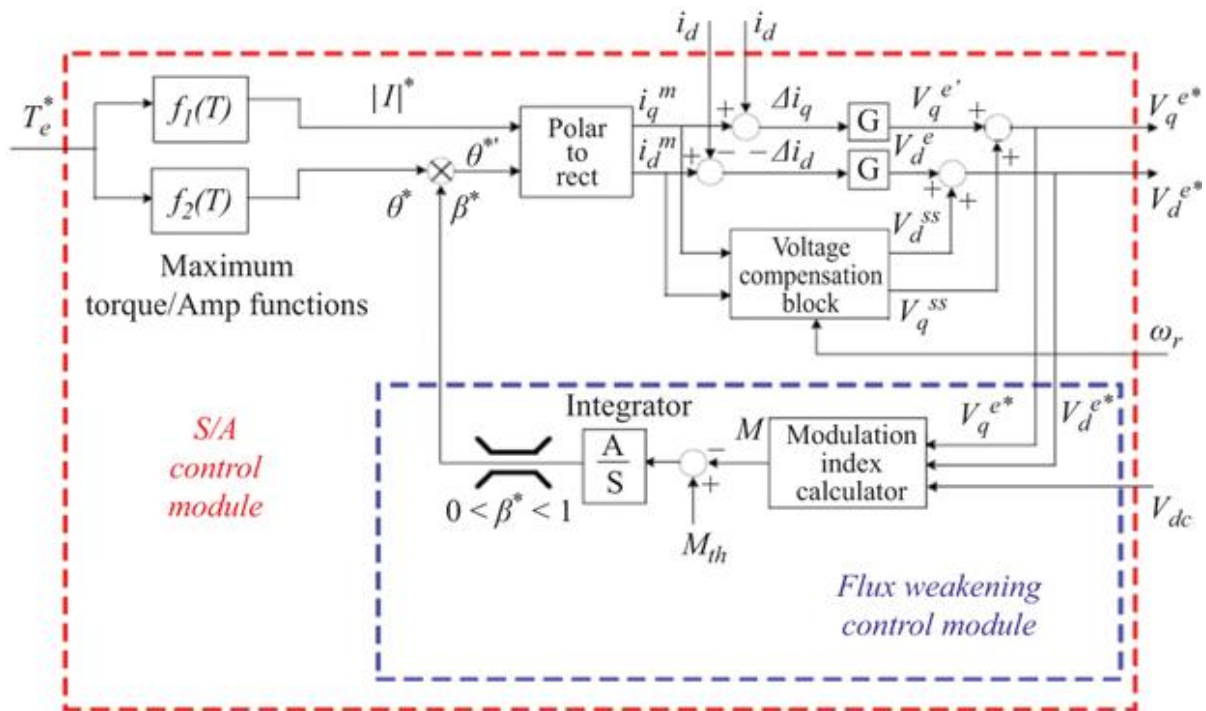 i_d
i_d
T_e^*
f_1(T)
|I|^*
f_2(T)
θ^*
β^*
θ^*'
Polar
to
rect
i_q^m
i_d^m
+
+
−
−
Δi_q
Δi_d
G
G
V_q^e'
V_d^e
+
+
+
+
V_q^e*
V_d^e*
Maximum
torque/Amp functions
Voltage
compensation
block
V_d^ss
V_q^ss
ω_r
S/A
control
module
Integrator
A
S
0 < β^* < 1
M
−
+
M_th
Modulation
index
calculator
V_q^e*
V_d^e*
V_dc
Flux weakening
control module